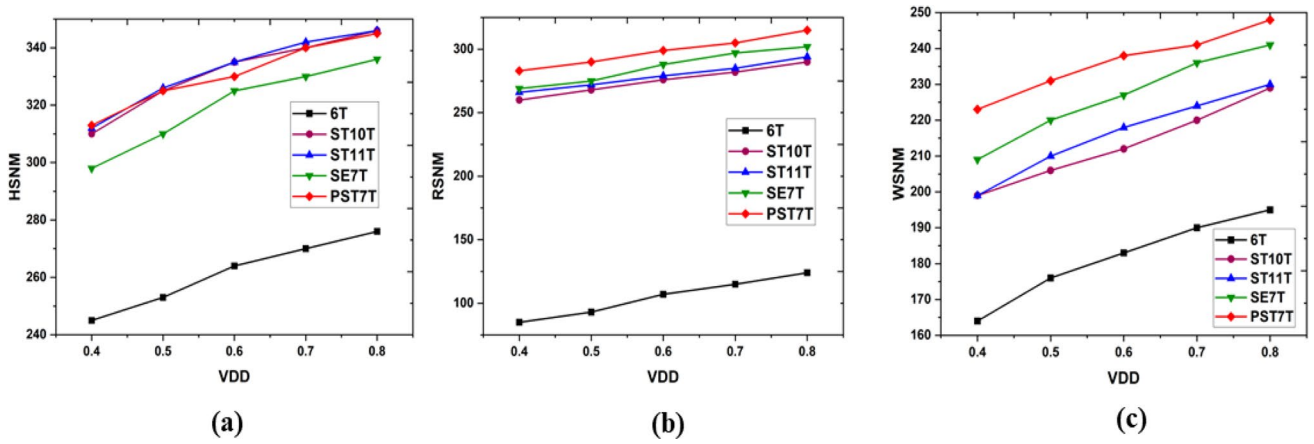 HSNM
340
320
300
280
260
240
0.4 0.5 0.6 0.7 0.8
VDD
6T
ST10T
ST11T
SE7T
PST7T
(a)
RSNM
300
250
200
150
100
0.4 0.5 0.6 0.7 0.8
VDD
6T
ST10T
ST11T
SE7T
PST7T
(b)
WSNM
250
240
230
220
210
200
190
180
170
160
0.4 0.5 0.6 0.7 0.8
VDD
6T
ST10T
ST11T
SE7T
PST7T
(c)